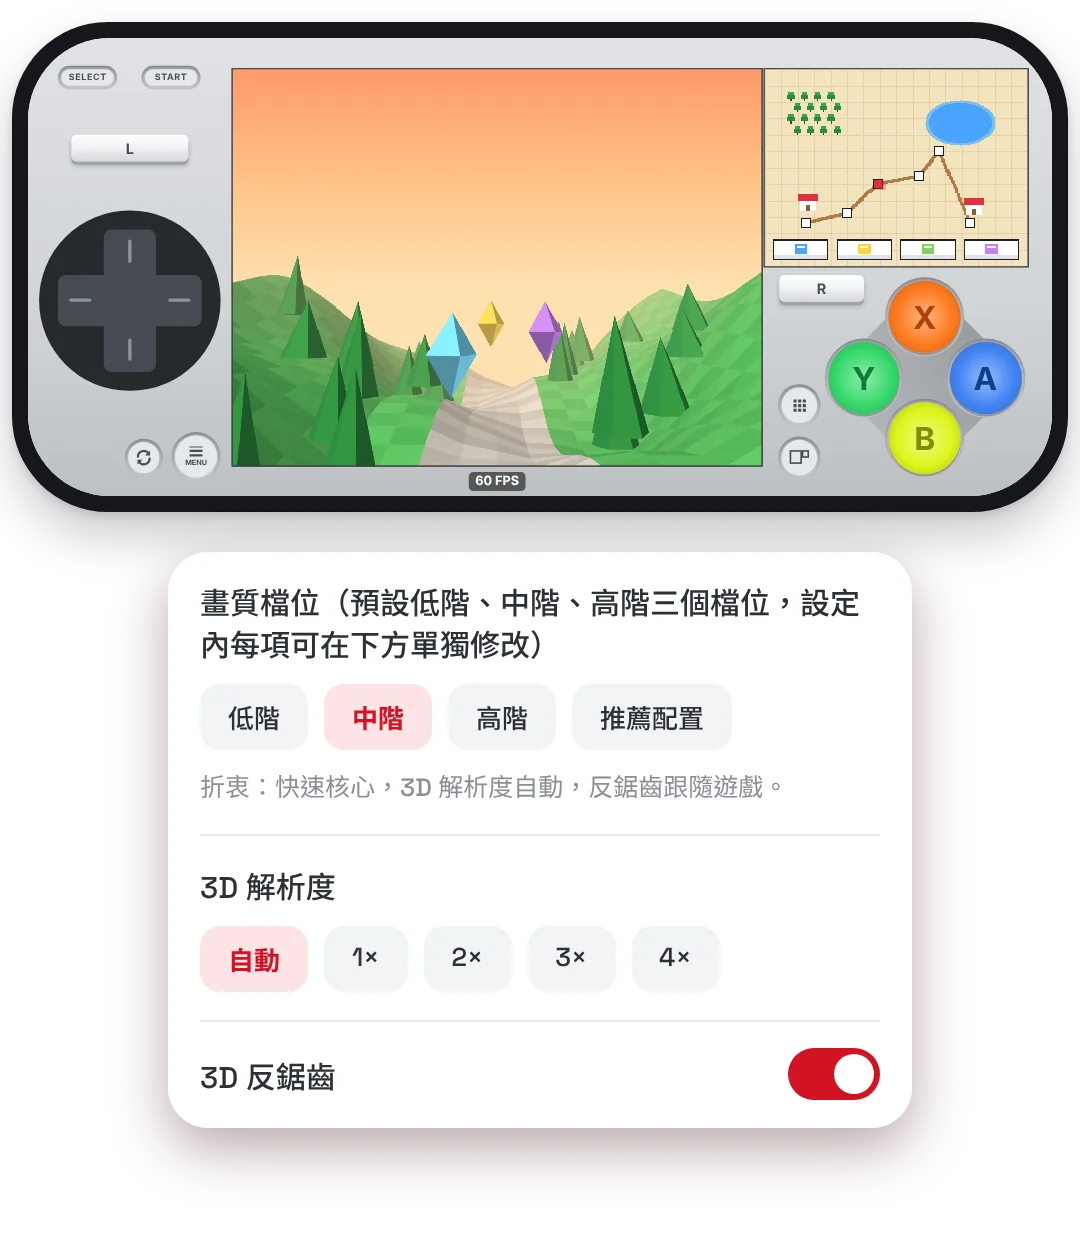 SELECT
START
L
R
X
Y
A
B
MENU
60 FPS
畫質檔位（預設低階、中階、高階三個檔位，設定
內每項可在下方單獨修改）
低階
中階
高階
推薦配置
折衷：快速核心，3D 解析度自動，反鋸齒跟隨遊戲。
3D 解析度
自動
1×
2×
3×
4×
3D 反鋸齒